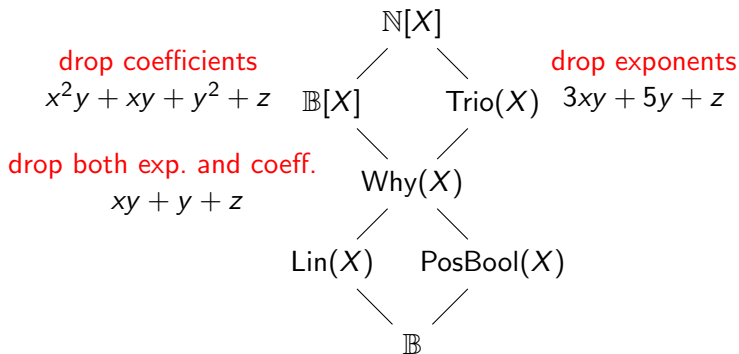 ℕ[X]
drop coefficients
x²y + xy + y² + z
𝔹[X]
Trio(X)
drop exponents
3xy + 5y + z
drop both exp. and coeff.
xy + y + z
Why(X)
Lin(X)
PosBool(X)
𝔹